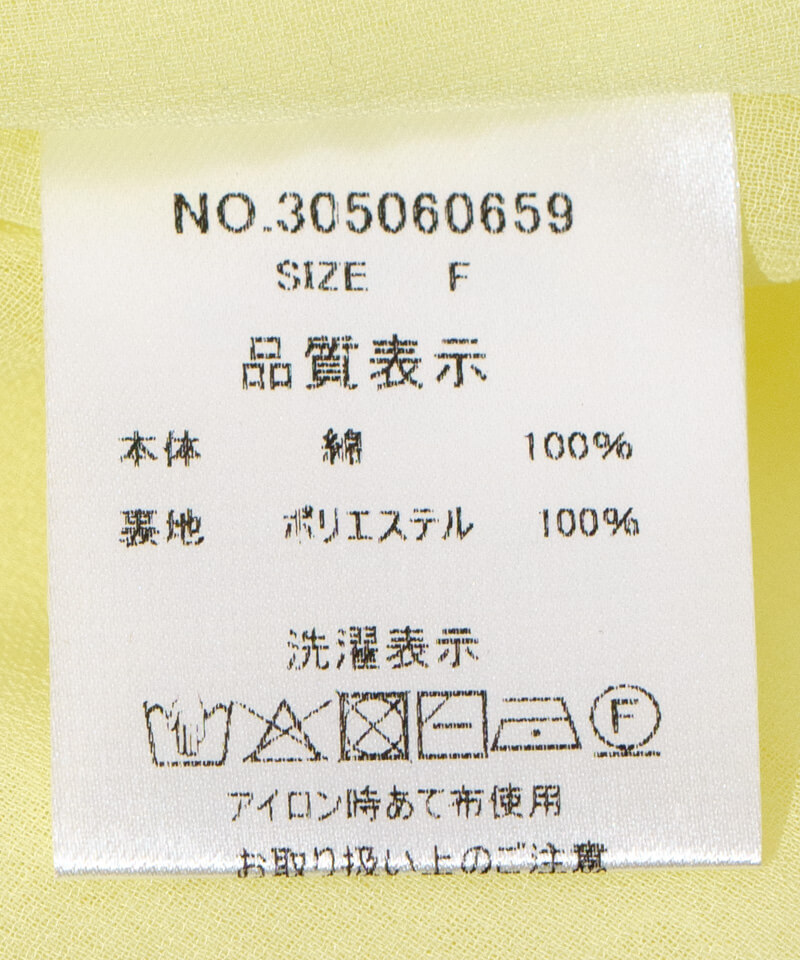 NO.305060659
SIZE F
品質表示
本体 綿 100%
裏地 ポリエステル 100%
洗濯表示
F
アイロン時あて布使用
お取り扱い上のご注意